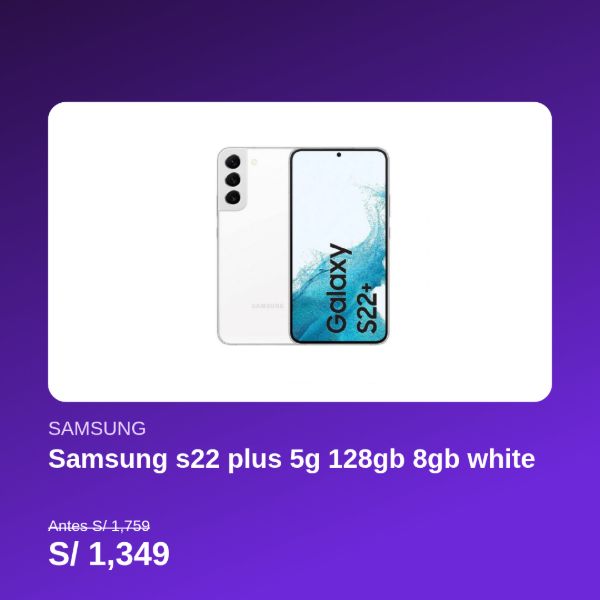 SAMSUNG
Galaxy
S22+
SAMSUNG
Samsung s22 plus 5g 128gb 8gb white
Antes S/ 1,759
S/ 1,349